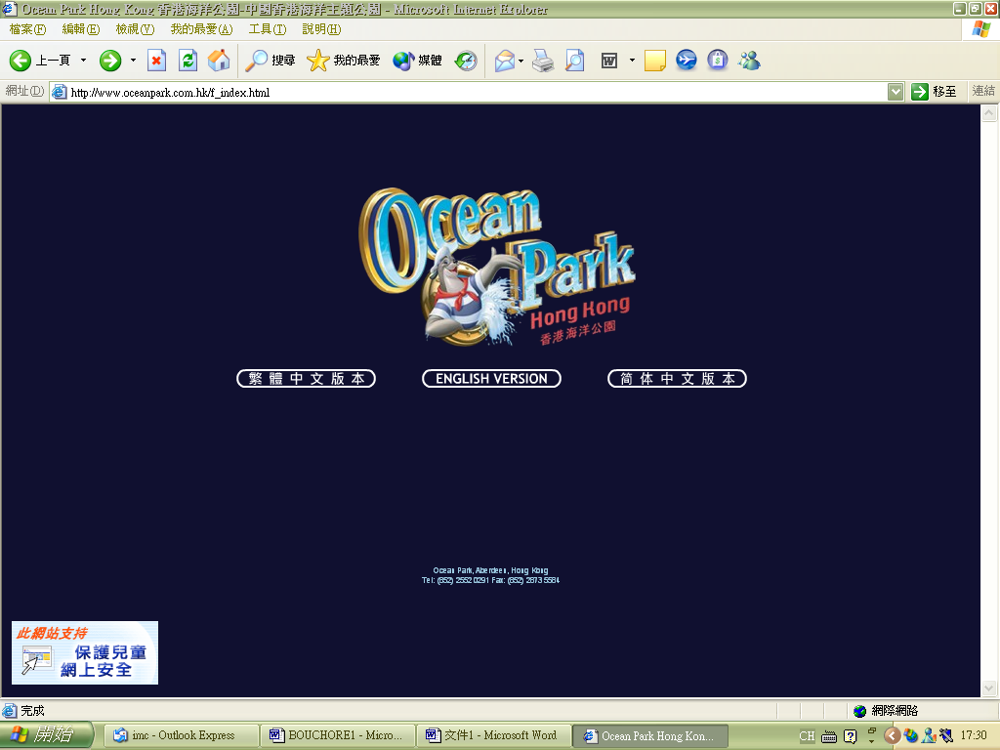 Ocean Park Hong Kong 香港海洋公園-中國香港海洋主題公園 - Microsoft Internet Explorer
檔案(F) 編輯(E) 檢視(V) 我的最愛(A) 工具(T) 說明(H)
上一頁 搜尋 我的最愛 媒體
網址(D) http://www.oceanpark.com.hk/f_index.html 移至 連結
Ocean
Park
Hong Kong
香港海洋公園
繁體中文版本 ENGLISH VERSION 简体中文版本
Ocean Park, Aberdeen, Hong Kong
Tel: (852) 2552 0291 Fax: (852) 2873 5584
此網站支持
保護兒童
網上安全
完成 網際網路
開始 imc - Outlook Express BOUCHORE1 - Micro... 文件1 - Microsoft Word Ocean Park Hong Kon... CH 17:30